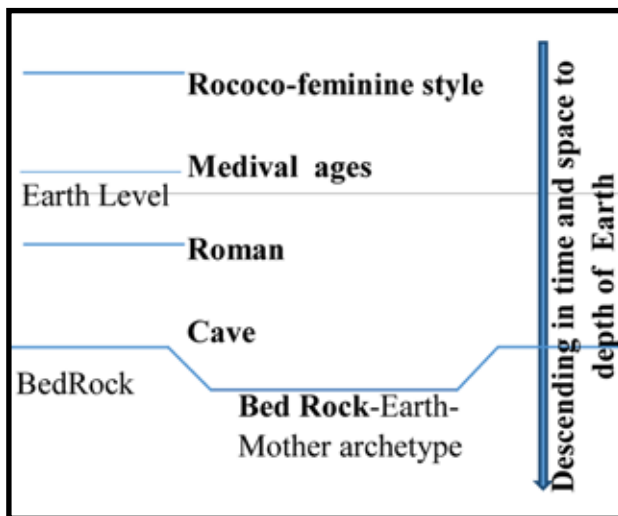 Rococo-feminine style
Medival ages
Earth Level
Roman
Cave
BedRock
Bed Rock-Earth-
Mother archetype
Descending in time and space to
depth of Earth